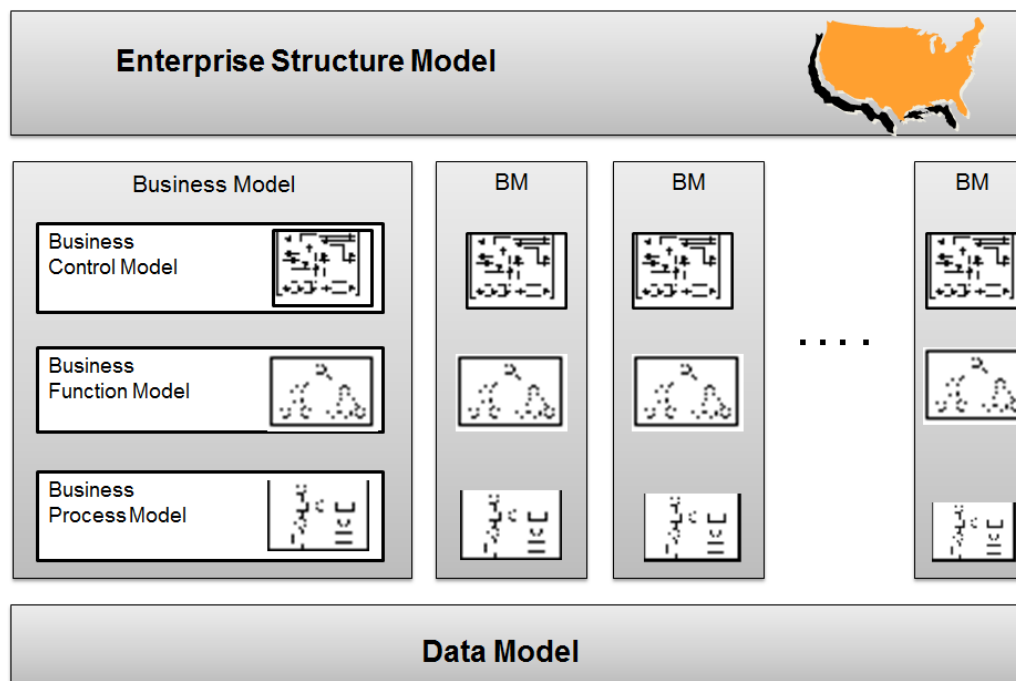 Enterprise Structure Model
Business Model
BM
BM
BM
Business
Control Model
Business
Function Model
. . . .
Business
Process Model
Data Model